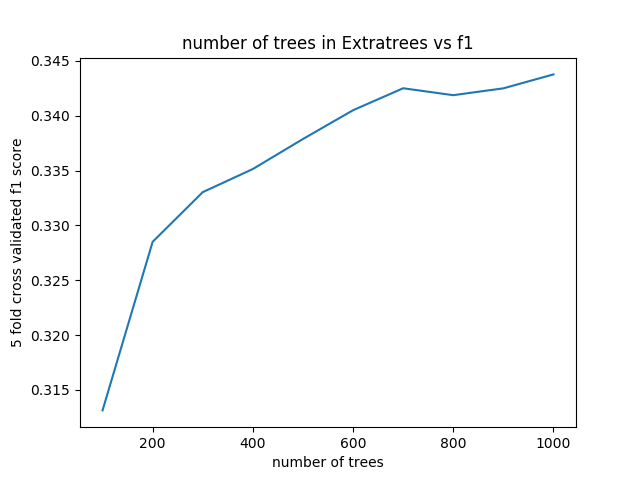 number of trees in Extratrees vs f1
5 fold cross validated f1 score
0.345
0.340
0.335
0.330
0.325
0.320
0.315
200 400 600 800 1000
number of trees